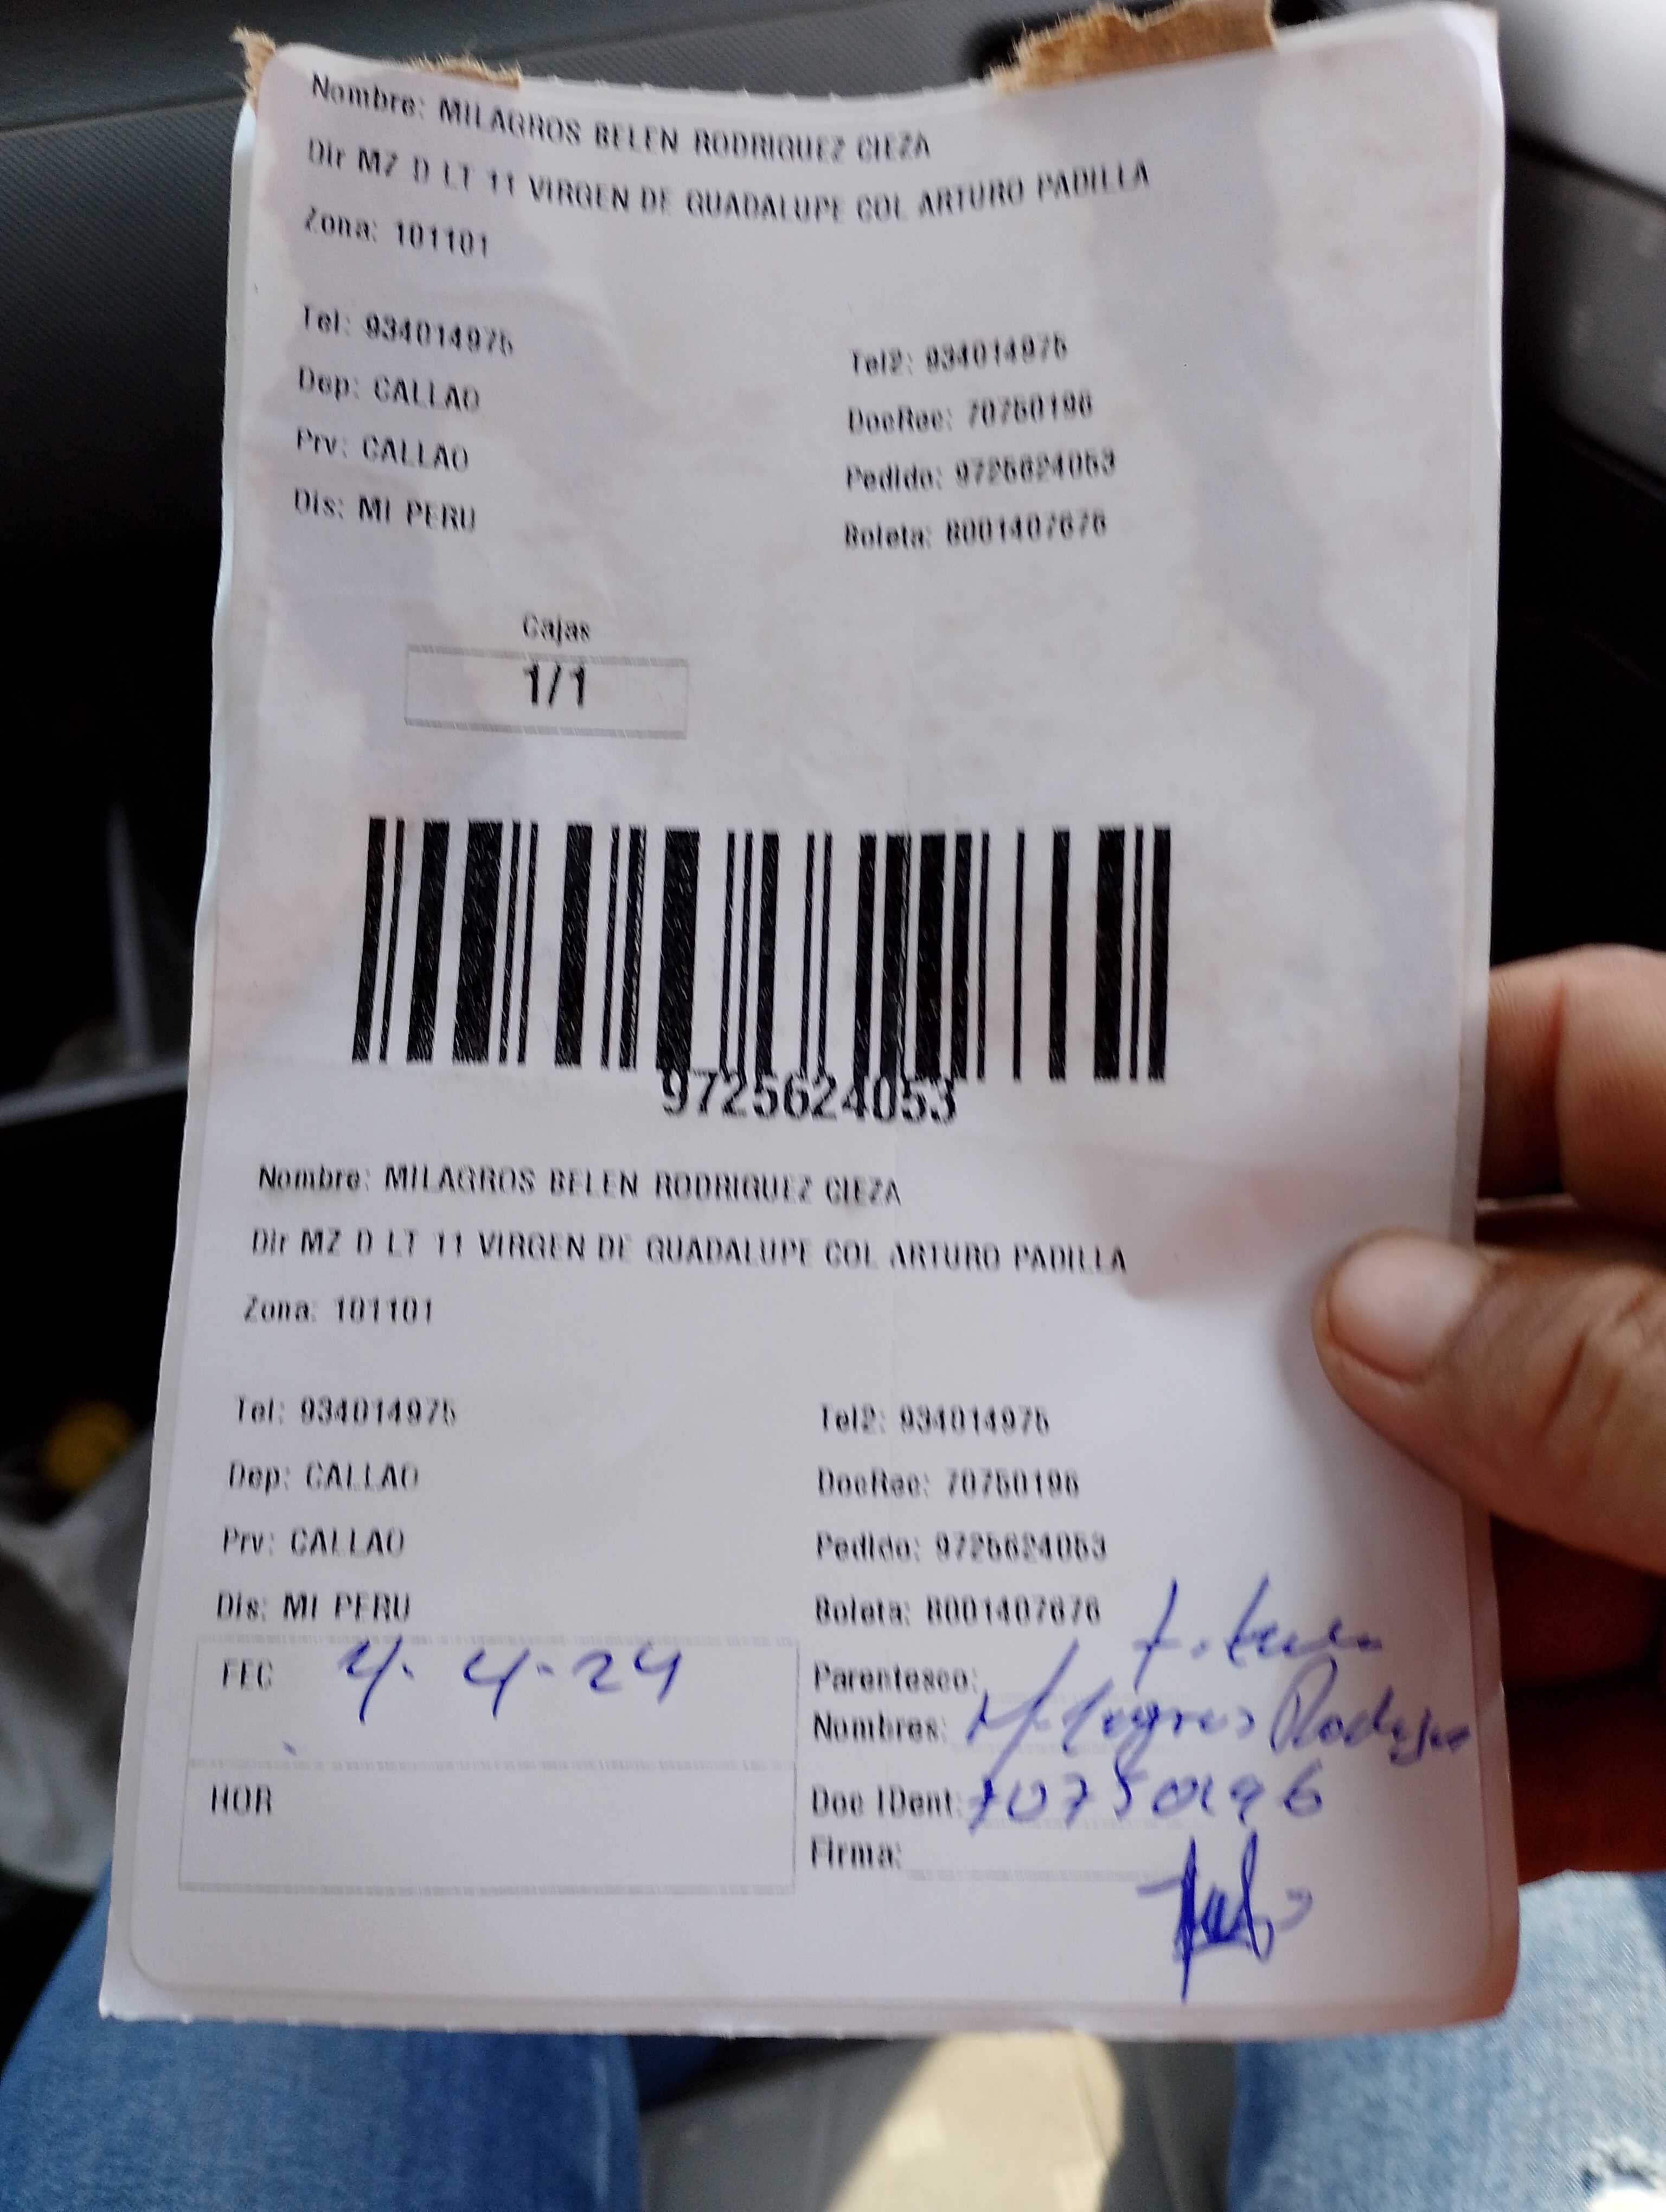 Nombre: MILAGROS BELEN RODRIGUEZ CIEZA
Dir MZ D LT 11 VIRGEN DE GUADALUPE COL ARTURO PADILLA
Zona: 101101
Tel: 934014975 Tel2: 934014975
Dep: CALLAO DocRec: 70750196
Prv: CALLAO Pedido: 9725624053
Dis: MI PERU Boleta: B001407676
Cajas
1/1
9725624053
Nombre: MILAGROS BELEN RODRIGUEZ CIEZA
Dir MZ D LT 11 VIRGEN DE GUADALUPE COL ARTURO PADILLA
Zona: 101101
Tel: 934014975 Tel2: 934014975
Dep: CALLAO DocRec: 70750196
Prv: CALLAO Pedido: 9725624053
Dis: MI PERU Boleta: B001407676
FEC 4-4-24 Parentesco:
Nombres: Milagros Rodriguez
HOR Doc IDent: 70750196
Firma: